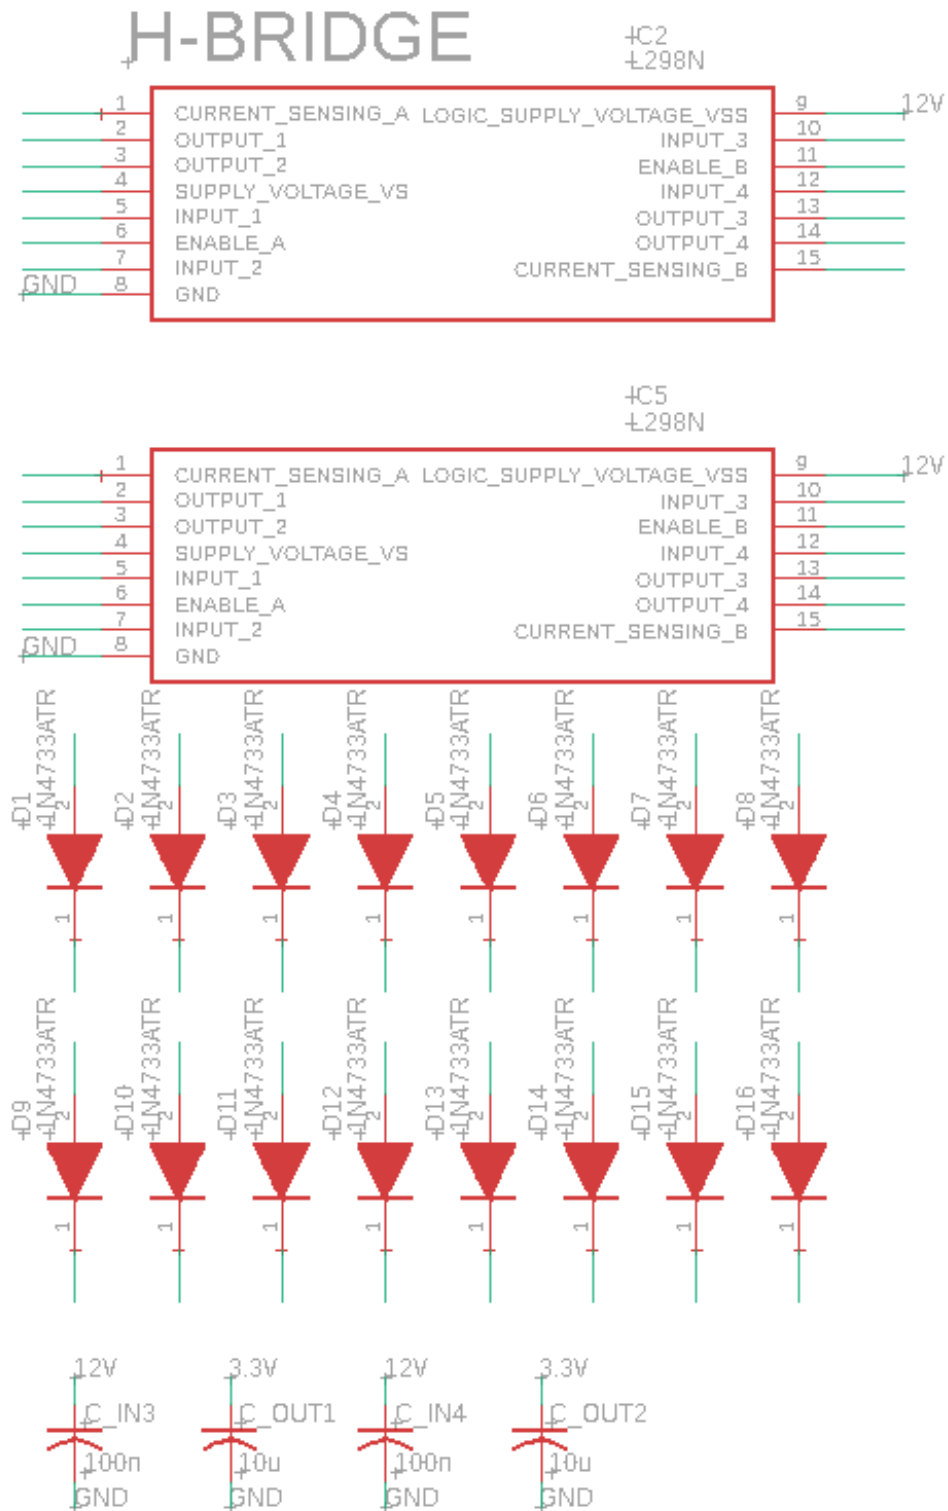 H-BRIDGE
C2
L298N
1 CURRENT_SENSING_A LOGIC_SUPPLY_VOLTAGE_VSS 9 12V
2 OUTPUT_1 INPUT_3 10
3 OUTPUT_2 ENABLE_B 11
4 SUPPLY_VOLTAGE_VS INPUT_4 12
5 INPUT_1 OUTPUT_3 13
6 ENABLE_A OUTPUT_4 14
7 INPUT_2 CURRENT_SENSING_B 15
GND 8 GND
C5
L298N
1 CURRENT_SENSING_A LOGIC_SUPPLY_VOLTAGE_VSS 9 12V
2 OUTPUT_1 INPUT_3 10
3 OUTPUT_2 ENABLE_B 11
4 SUPPLY_VOLTAGE_VS INPUT_4 12
5 INPUT_1 OUTPUT_3 13
6 ENABLE_A OUTPUT_4 14
7 INPUT_2 CURRENT_SENSING_B 15
GND 8 GND
D1 1N4733ATR 2 D2 1N4733ATR 2 D3 1N4733ATR 2 D4 1N4733ATR 2 D5 1N4733ATR 2 D6 1N4733ATR 2 D7 1N4733ATR 2 D8 1N4733ATR 2
1 1 1 1 1 1 1 1
D9 1N4733ATR 2 D10 1N4733ATR 2 D11 1N4733ATR 2 D12 1N4733ATR 2 D13 1N4733ATR 2 D14 1N4733ATR 2 D15 1N4733ATR 2 D16 1N4733ATR 2
1 1 1 1 1 1 1 1
12V 3.3V 12V 3.3V
C_IN3 C_OUT1 C_IN4 C_OUT2
100n 10u 100n 10u
GND GND GND GND